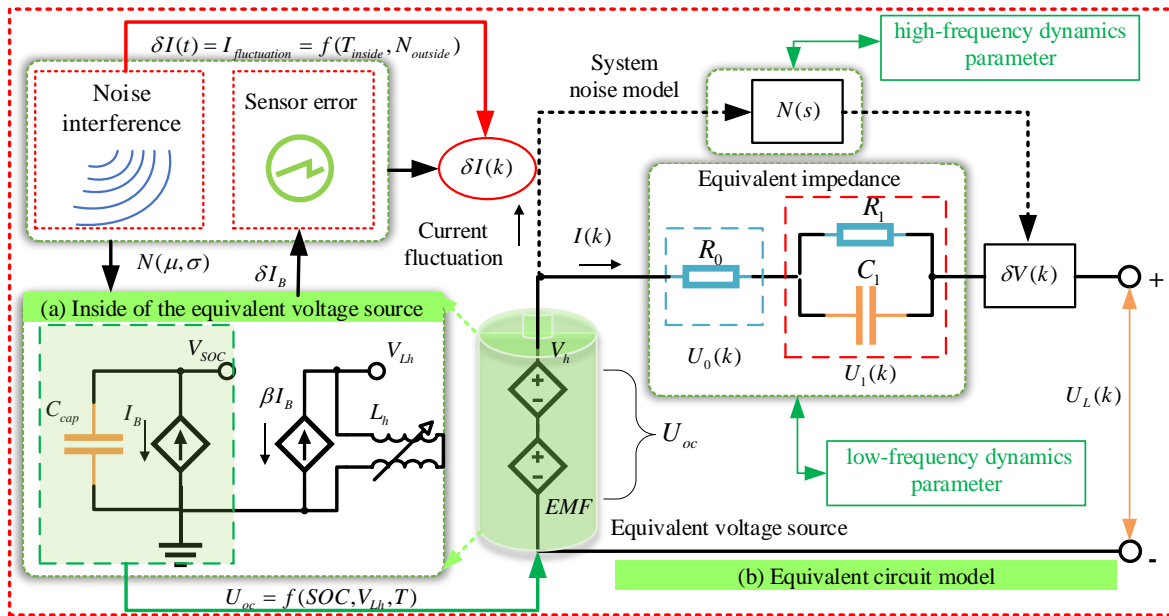 δI(t) = I_fluctuation = f(T_inside, N_outside)
Noise
interference
Sensor error
δI(k)
Current
fluctuation
N(μ,σ)
δI_B
(a) Inside of the equivalent voltage source
V_SOC
C_cap
I_B
βI_B
V_Lh
L_h
U_oc = f(SOC,V_Lh,T)
System
noise model
N(s)
high-frequency dynamics
parameter
Equivalent impedance
I(k)
R_0
R_1
C_1
U_0(k)
U_1(k)
δV(k)
+
U_L(k)
-
V_h
+
-
+
-
EMF
U_oc
low-frequency dynamics
parameter
Equivalent voltage source
(b) Equivalent circuit model